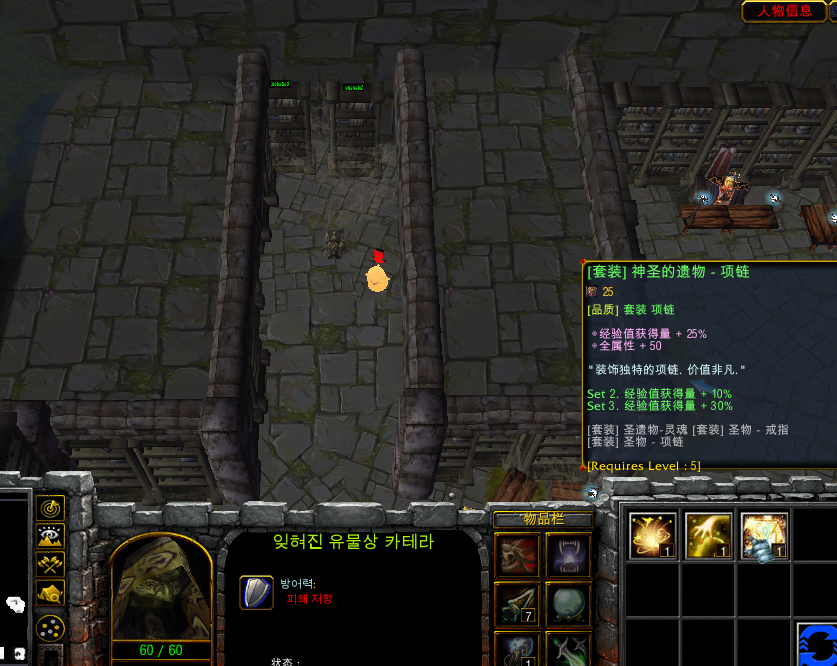 人物信息
[套装] 神圣的遗物 - 项链
25
[品质] 套装 项链
经验值获得量 + 25%
全属性 + 50
"装饰独特的项链. 价值非凡."
Set 2. 经验值获得量 + 10%
Set 3. 经验值获得量 + 30%
[套装] 圣遗物-灵魂 [套装] 圣物 - 戒指
[套装] 圣物 - 项链
[Requires Level : 5]
物品栏
잊혀진 유물상 카테라
방어력:
피해 저항
7
1
1
1
1
60 / 60
状态 :